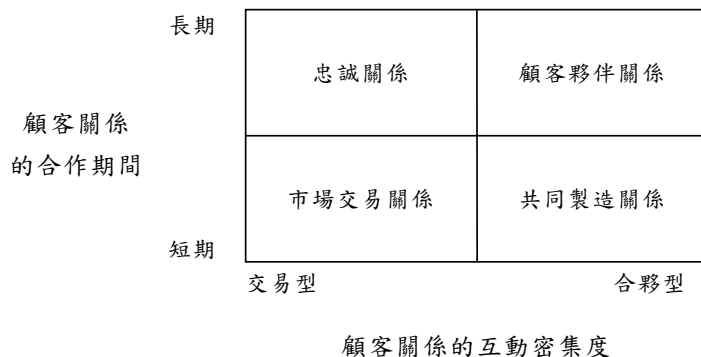 長期
忠誠關係
顧客夥伴關係
顧客關係
的合作期間
市場交易關係
共同製造關係
短期
交易型
合夥型
顧客關係的互動密集度